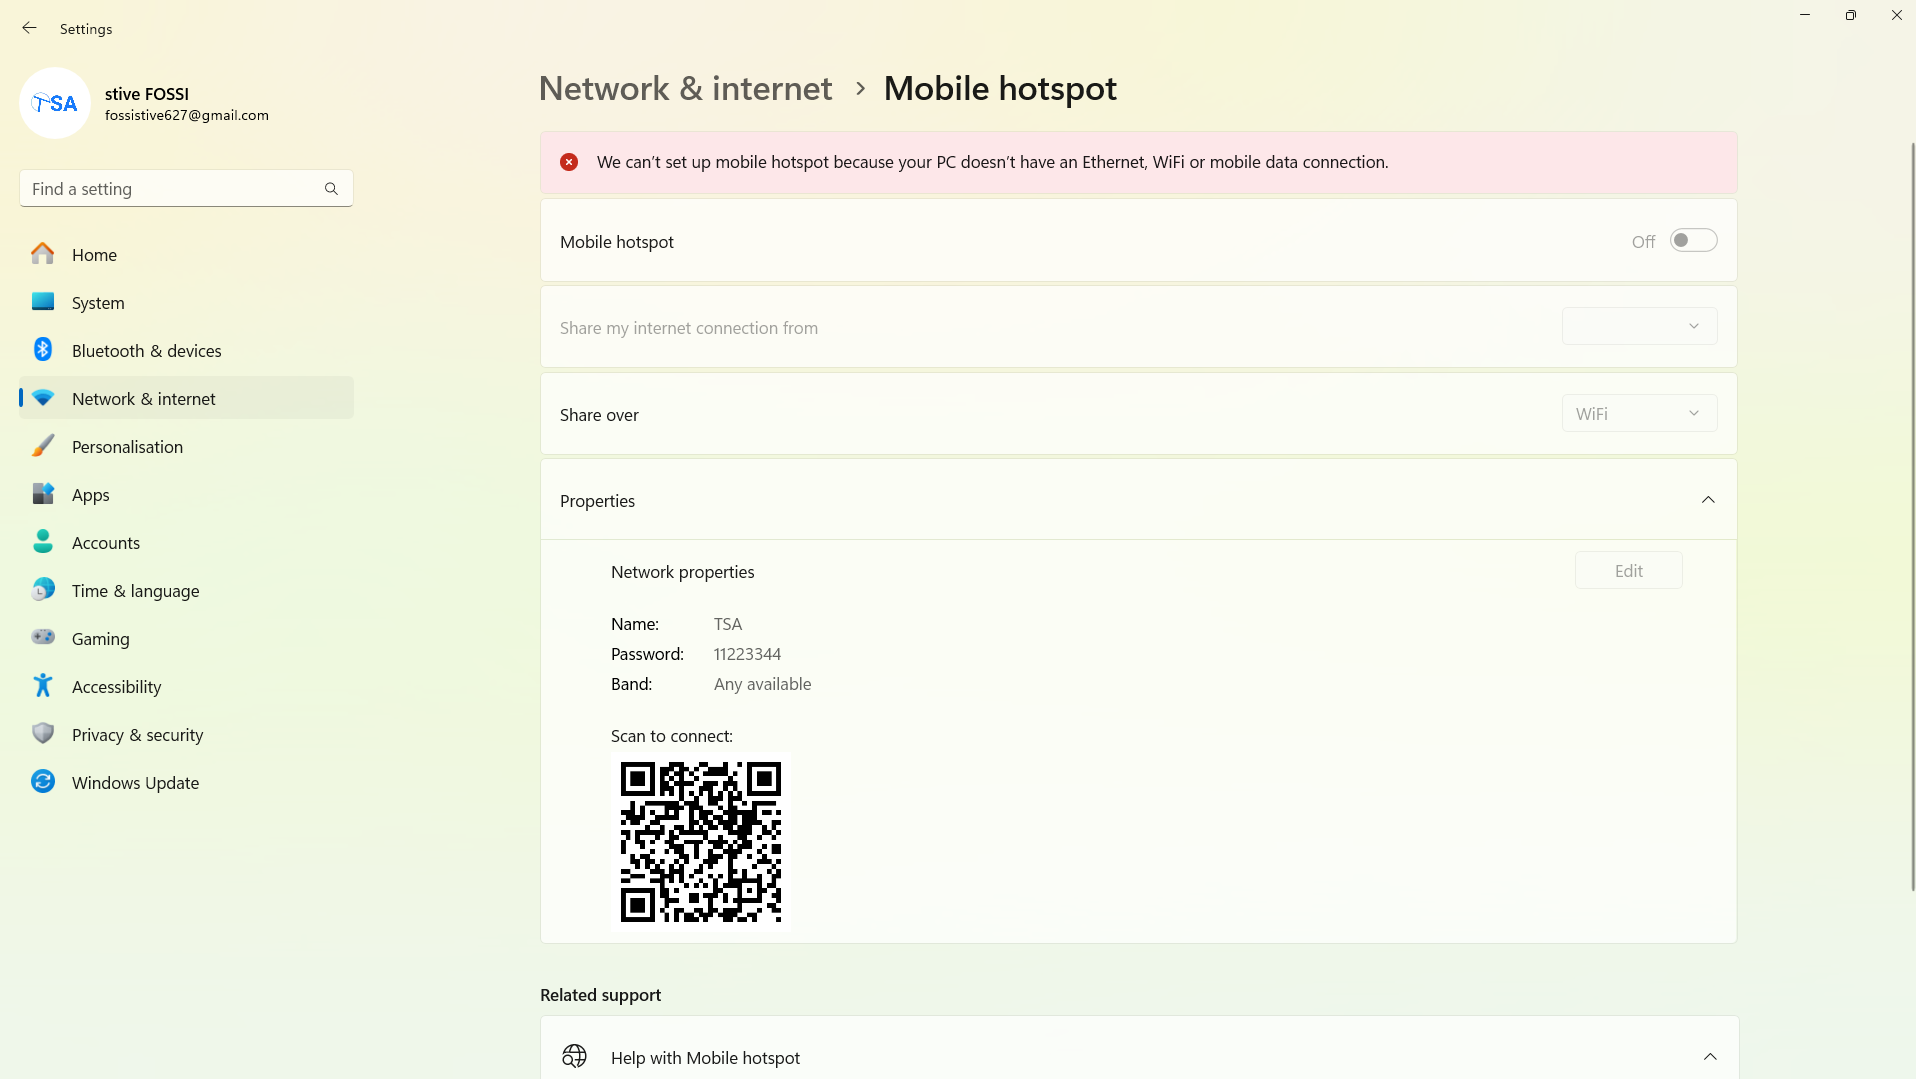 Settings
TSA
stive FOSSI
fossistive627@gmail.com
Find a setting
Home
System
Bluetooth & devices
Network & internet
Personalisation
Apps
Accounts
Time & language
Gaming
Accessibility
Privacy & security
Windows Update
Network & internet > Mobile hotspot
We can't set up mobile hotspot because your PC doesn't have an Ethernet, WiFi or mobile data connection.
Mobile hotspot Off
Share my internet connection from
Share over WiFi
Properties
Network properties Edit
Name: TSA
Password: 11223344
Band: Any available
Scan to connect:
Related support
Help with Mobile hotspot